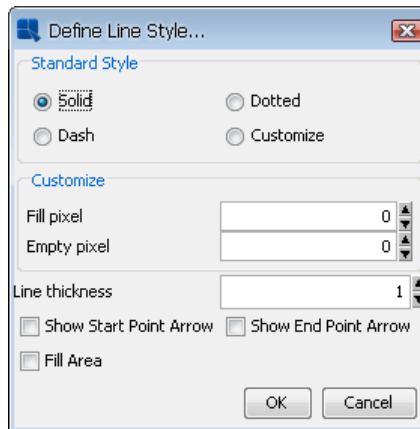 Define Line Style...
Standard Style
Solid
Dotted
Dash
Customize
Customize
Fill pixel 0
Empty pixel 0
Line thickness 1
Show Start Point Arrow
Show End Point Arrow
Fill Area
OK
Cancel